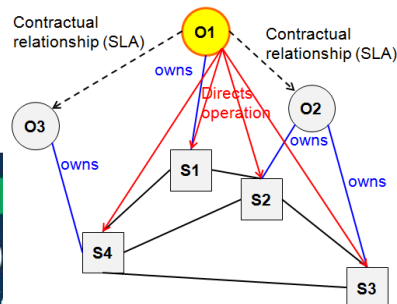 Contractual
relationship (SLA)
O1
Contractual
relationship (SLA)
owns
Directs
operation
O3
O2
owns
owns
S1
owns
S2
S4
S3